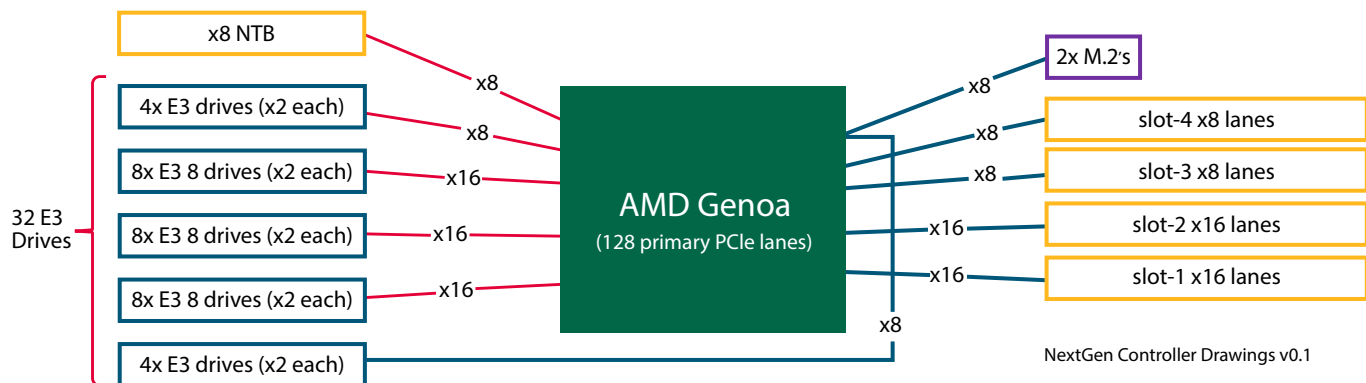 x8 NTB
4x E3 drives (x2 each)
8x E3 8 drives (x2 each)
8x E3 8 drives (x2 each)
8x E3 8 drives (x2 each)
4x E3 drives (x2 each)
32 E3
Drives
x8
x8
x16
x16
x16
AMD Genoa
(128 primary PCIe lanes)
x8
x8
x8
x16
x16
x8
2x M.2's
slot-4 x8 lanes
slot-3 x8 lanes
slot-2 x16 lanes
slot-1 x16 lanes
NextGen Controller Drawings v0.1